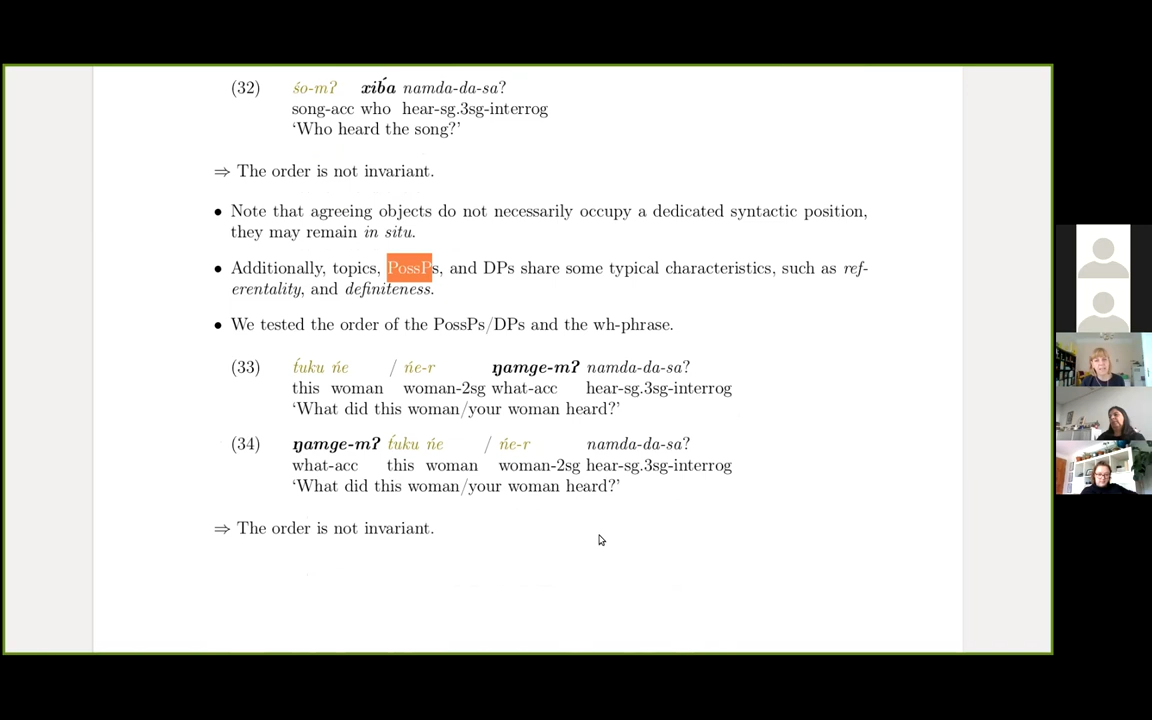 (32) śo-mʔ xib́a namda-da-sa?
song-acc who hear-sg.3sg-interrog
‘Who heard the song?’
⇒ The order is not invariant.
• Note that agreeing objects do not necessarily occupy a dedicated syntactic position,
they may remain in situ.
• Additionally, topics, PossPs, and DPs share some typical characteristics, such as ref-
erentiality, and definiteness.
• We tested the order of the PossPs/DPs and the wh-phrase.
(33) t́uku ńe / ńe-r ŋamge-mʔ namda-da-sa?
this woman woman-2sg what-acc hear-sg.3sg-interrog
‘What did this woman/your woman heard?’
(34) ŋamge-mʔ t́uku ńe / ńe-r namda-da-sa?
what-acc this woman woman-2sg hear-sg.3sg-interrog
‘What did this woman/your woman heard?’
⇒ The order is not invariant.